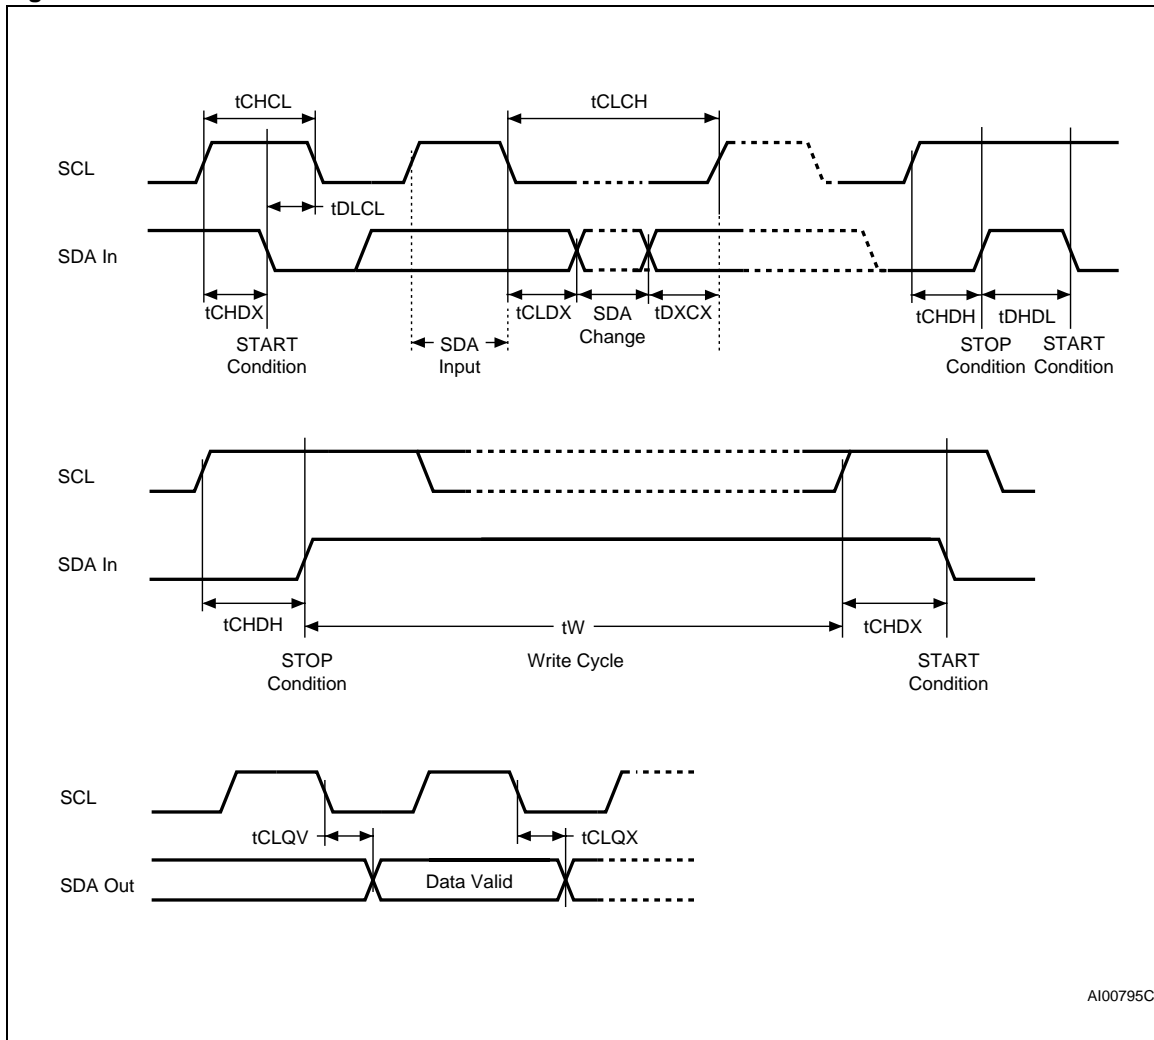 tCHCL
tCLCH
SCL
tDLCL
SDA In
tCHDX
tCLDX
SDA
Change
tDXCX
tCHDH
tDHDL
START
Condition
SDA
Input
STOP
Condition
START
Condition
SCL
SDA In
tCHDH
tW
tCHDX
STOP
Condition
Write Cycle
START
Condition
SCL
tCLQV
tCLQX
SDA Out
Data Valid
AI00795C